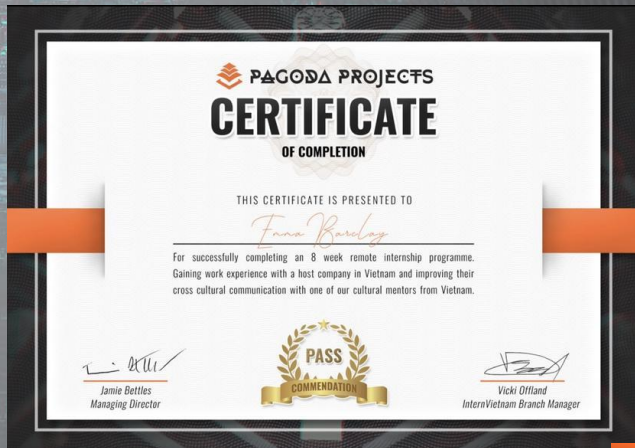 PAGODA PROJECTS
CERTIFICATE
OF COMPLETION
THIS CERTIFICATE IS PRESENTED TO
Enna Barclay
For successfully completing an 8 week remote internship programme.
Gaining work experience with a host company in Vietnam and improving their
cross cultural communication with one of our cultural mentors from Vietnam.
PASS
COMMENDATION
Jamie Bettles
Managing Director
Vicki Offland
InternVietnam Branch Manager